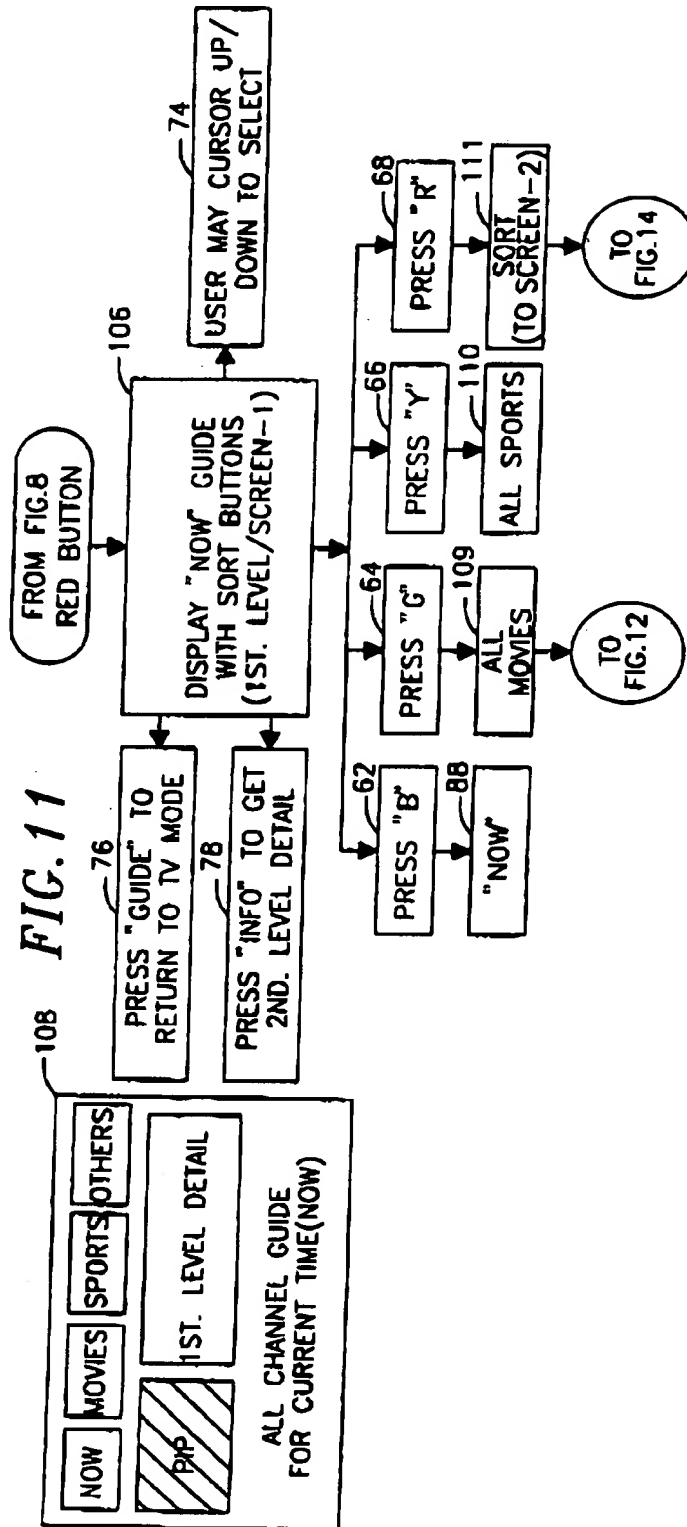 FIG.11
108
NOW
MOVIES
SPORTS
OTHERS
PIP
1ST. LEVEL DETAIL
ALL CHANNEL GUIDE
FOR CURRENT TIME(NOW)
FROM FIG.8
RED BUTTON
106
DISPLAY "NOW" GUIDE
WITH SORT BUTTONS
(1ST. LEVEL/SCREEN-1)
74
USER MAY CURSOR UP/
DOWN TO SELECT
76
PRESS "GUIDE" TO
RETURN TO TV MODE
78
PRESS "INFO" TO GET
2ND. LEVEL DETAIL
62
PRESS "B"
88
"NOW"
64
PRESS "G"
109
ALL
MOVIES
TO
FIG.12
66
PRESS "Y"
110
ALL SPORTS
68
PRESS "R"
111
SORT
(TO SCREEN-2)
TO
FIG.14